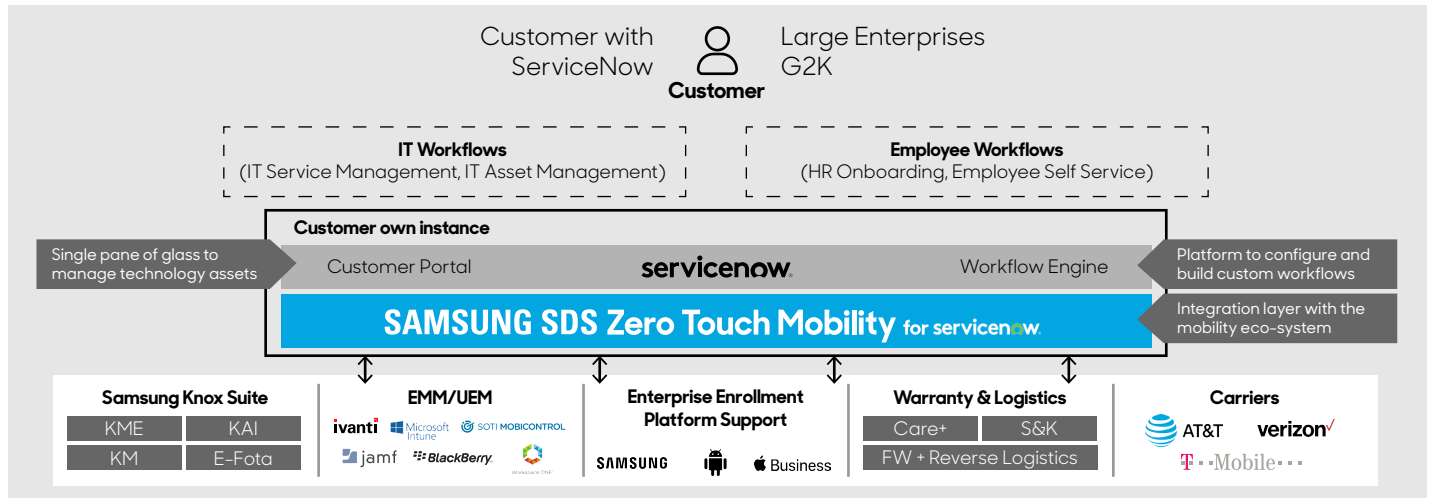 Customer with
ServiceNow
Large Enterprises
G2K
Customer
IT Workflows
(IT Service Management, IT Asset Management)
Employee Workflows
(HR Onboarding, Employee Self Service)
Customer own instance
Single pane of glass to
manage technology assets
Customer Portal
servicenow
Workflow Engine
Platform to configure and
build custom workflows
SAMSUNG SDS Zero Touch Mobility for servicenow
Integration layer with the
mobility eco-system
Samsung Knox Suite
KME
KAI
KM
E-Fota
EMM/UEM
ivanti
Microsoft
Intune
SOTI MOBICONTROL
jamf
BlackBerry
Workspace ONE
Enterprise Enrollment
Platform Support
SAMSUNG
Business
Warranty & Logistics
Care+
S&K
FW + Reverse Logistics
Carriers
AT&T
verizon
T Mobile